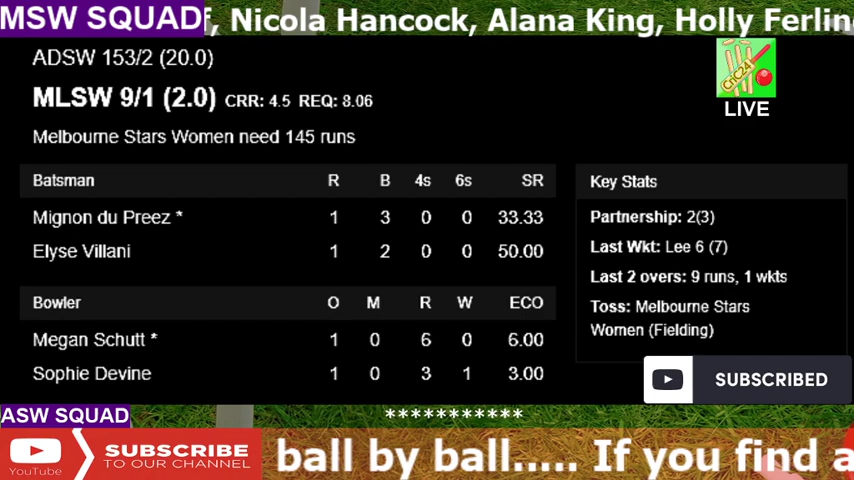 MSW SQUAD f, Nicola Hancock, Alana King, Holly Ferlin
ADSW 153/2 (20.0)
CriC24
LIVE
MLSW 9/1 (2.0) CRR: 4.5 REQ: 8.06
Melbourne Stars Women need 145 runs
Batsman R B 4s 6s SR
Mignon du Preez * 1 3 0 0 33.33
Elyse Villani 1 2 0 0 50.00
Bowler O M R W ECO
Megan Schutt * 1 0 6 0 6.00
Sophie Devine 1 0 3 1 3.00
Key Stats
Partnership: 2(3)
Last Wkt: Lee 6 (7)
Last 2 overs: 9 runs, 1 wkts
Toss: Melbourne Stars
Women (Fielding)
SUBSCRIBED
ASW SQUAD ***********
YouTube SUBSCRIBE
TO OUR CHANNEL
ball by ball..... If you find a